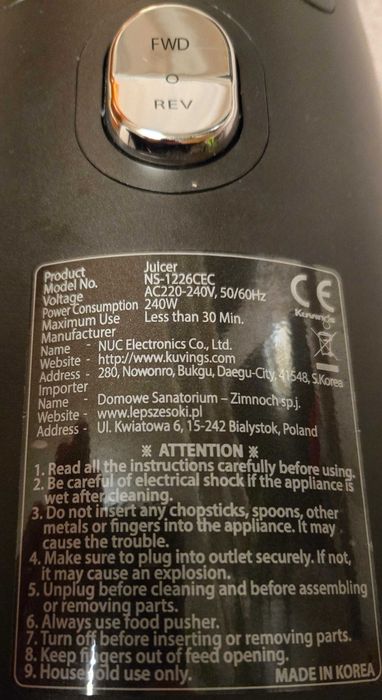 FWD
O
REV
Product Juicer
Model No. NS-1226CEC
Voltage AC220-240V, 50/60Hz
Power Consumption 240W
Maximum Use Less than 30 Min.
Manufacturer
Name - NUC Electronics Co., Ltd.
Website - http://www.kuvings.com
Address - 280, Nowonro, Bukgu, Daegu-City, 41548, S.Korea
Importer
Name - Domowe Sanatorium – Zimnoch sp.j.
Website - www.lepszesoki.pl
Address - Ul. Kwiatowa 6, 15-242 Bialystok, Poland
CE
Kuvings
※ ATTENTION ※
1. Read all the instructions carefully before using.
2. Be careful of electrical shock if the appliance is
wet after cleaning.
3. Do not insert any chopsticks, spoons, other
metals or fingers into the appliance. It may
cause the trouble.
4. Make sure to plug into outlet securely. If not,
it may cause an explosion.
5. Unplug before cleaning and before assembling
or removing parts.
6. Always use food pusher.
7. Turn off before inserting or removing parts.
8. Keep fingers out of feed opening.
9. Household use only.
MADE IN KOREA